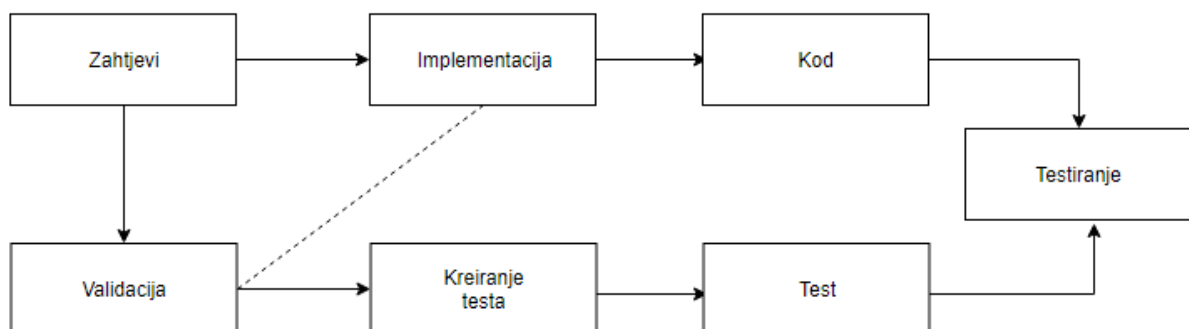 Zahtjevi
Implementacija
Kod
Testiranje
Validacija
Kreiranje
testa
Test